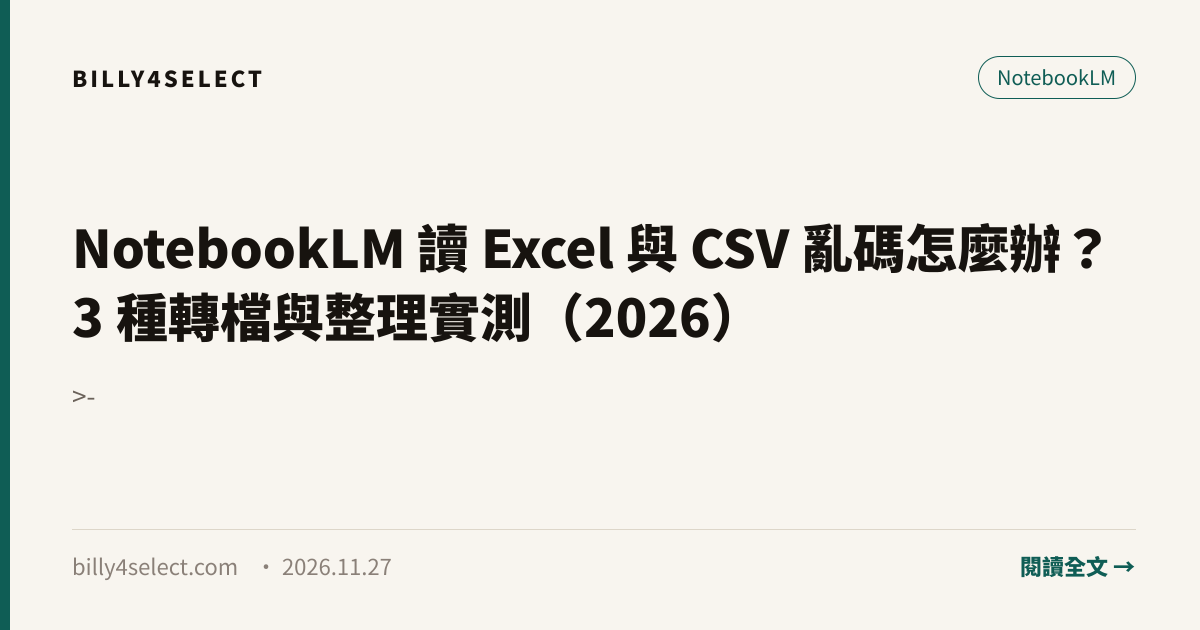 BILLY4SELECT
NotebookLM
NotebookLM 讀 Excel 與 CSV 亂碼怎麼辦？
3 種轉檔與整理實測（2026）
>-
billy4select.com ・ 2026.11.27
閱讀全文 →